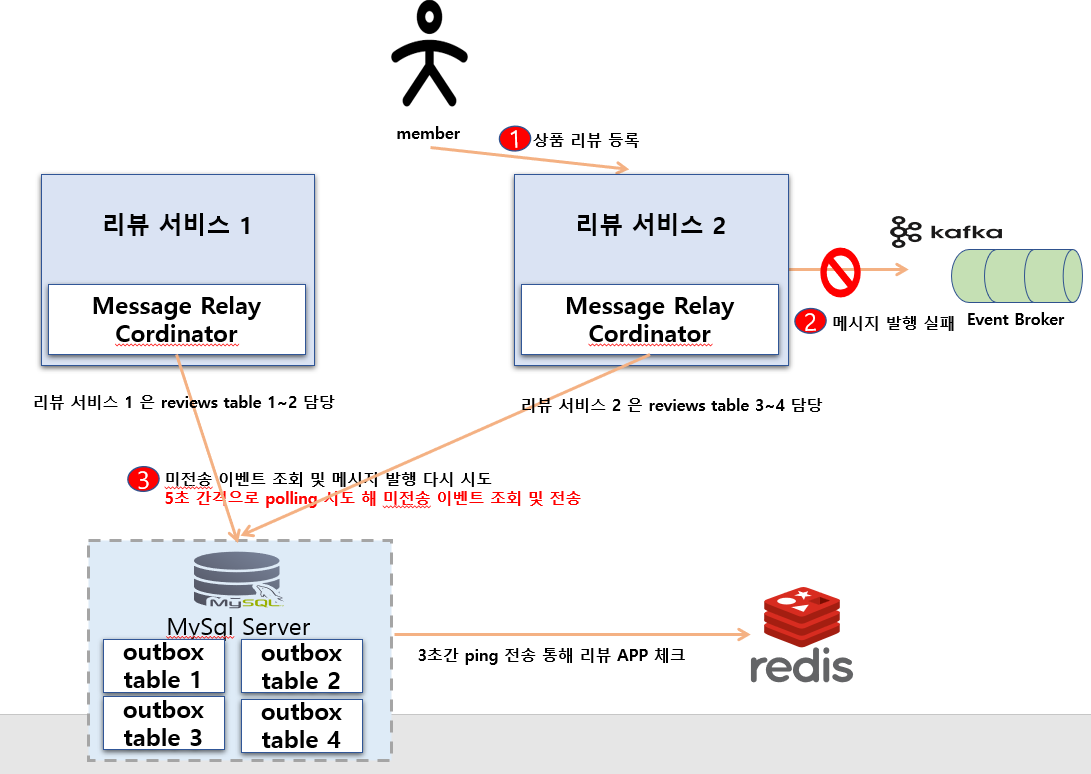 member
1 상품 리뷰 등록
리뷰 서비스 1
리뷰 서비스 2
kafka
Message Relay
Cordinator
Message Relay
Cordinator
2 메시지 발행 실패
Event Broker
리뷰 서비스 1 은 reviews table 1~2 담당
리뷰 서비스 2 은 reviews table 3~4 담당
3 미전송 이벤트 조회 및 메시지 발행 다시 시도
5초 간격으로 polling 시도 해 미전송 이벤트 조회 및 전송
MySQL
MySql Server
outbox
table 1
outbox
table 2
outbox
table 3
outbox
table 4
3초간 ping 전송 통해 리뷰 APP 체크
redis